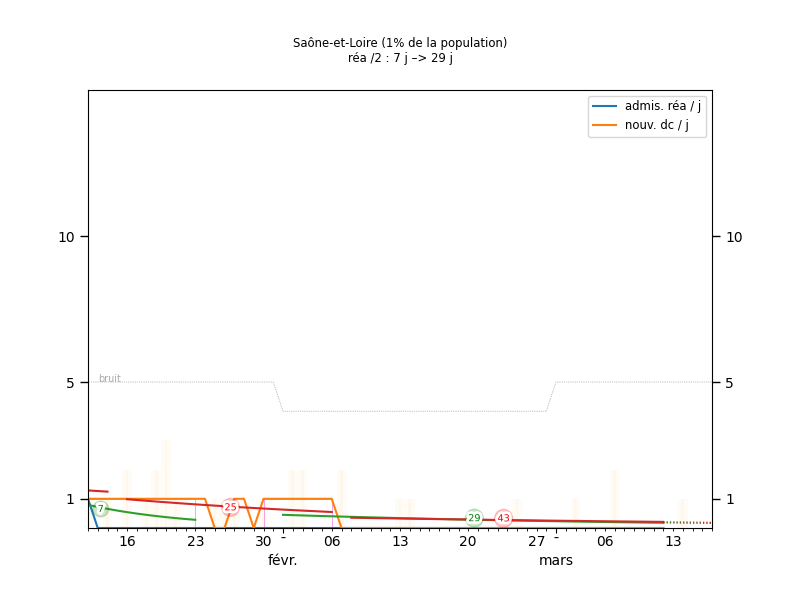 Saône-et-Loire (1% de la population)
réa /2 : 7 j –> 29 j
admis. réa / j
nouv. dc / j
10 10
bruit
5 5
1 1
7 25 29 43
16 23 30 - 06 13 20 27 - 06 13
févr. mars